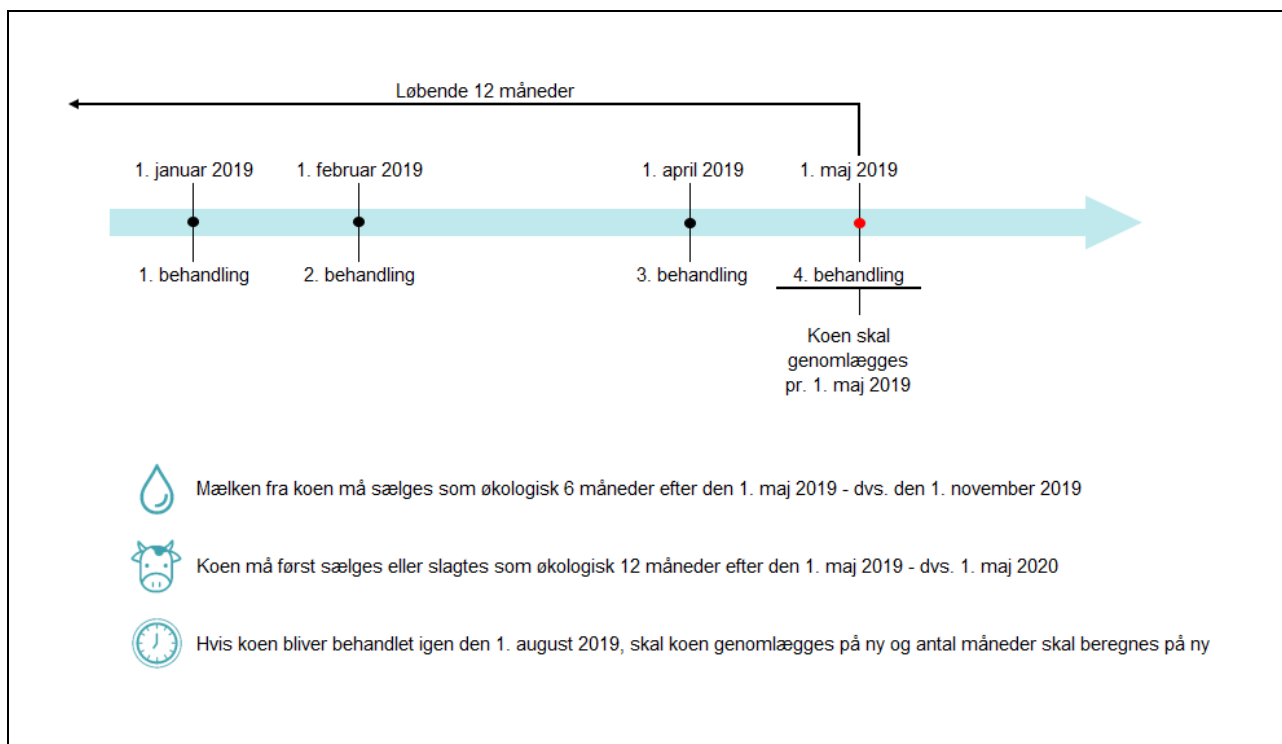 Løbende 12 måneder
1. januar 2019
1. februar 2019
1. april 2019
1. maj 2019
1. behandling
2. behandling
3. behandling
4. behandling
Koen skal
genomlægges
pr. 1. maj 2019
Mælken fra koen må sælges som økologisk 6 måneder efter den 1. maj 2019 - dvs. den 1. november 2019
Koen må først sælges eller slagtes som økologisk 12 måneder efter den 1. maj 2019 - dvs. 1. maj 2020
Hvis koen bliver behandlet igen den 1. august 2019, skal koen genomlægges på ny og antal måneder skal beregnes på ny